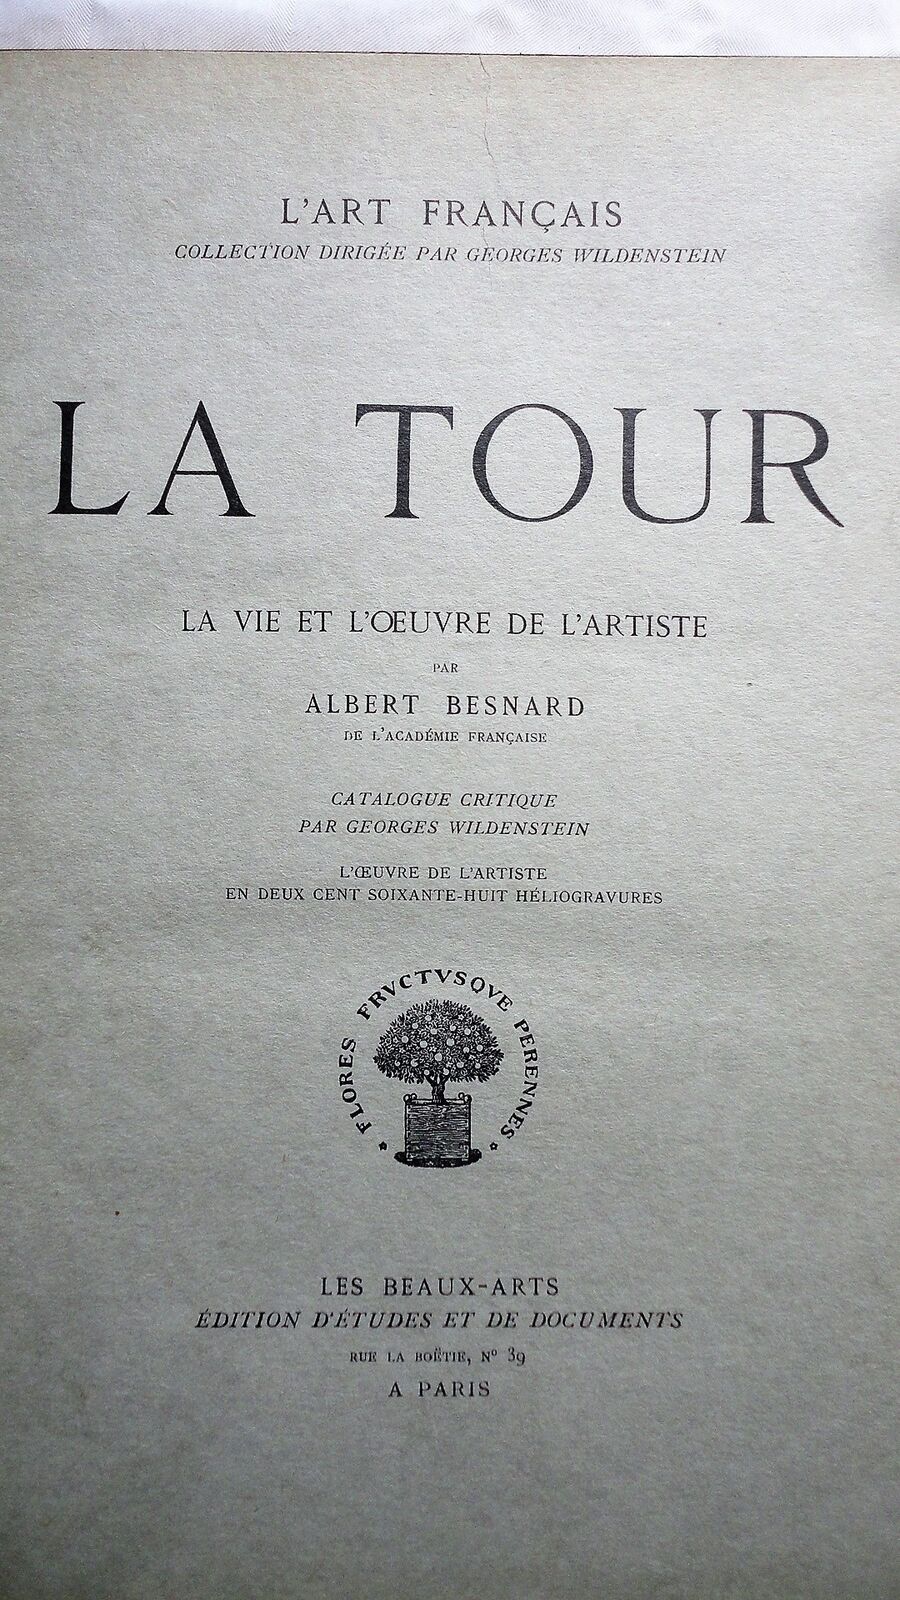 L'ART FRANÇAIS
COLLECTION DIRIGÉE PAR GEORGES WILDENSTEIN
LA TOUR
LA VIE ET L'ŒUVRE DE L'ARTISTE
PAR
ALBERT BESNARD
DE L'ACADÉMIE FRANÇAISE
CATALOGUE CRITIQUE
PAR GEORGES WILDENSTEIN
L'ŒUVRE DE L'ARTISTE
EN DEUX CENT SOIXANTE-HUIT HÉLIOGRAVURES
FLORES FRVCTVSQVE PERENNES
LES BEAUX-ARTS
ÉDITION D'ÉTUDES ET DE DOCUMENTS
RUE LA BOËTIE, Nº 39
A PARIS